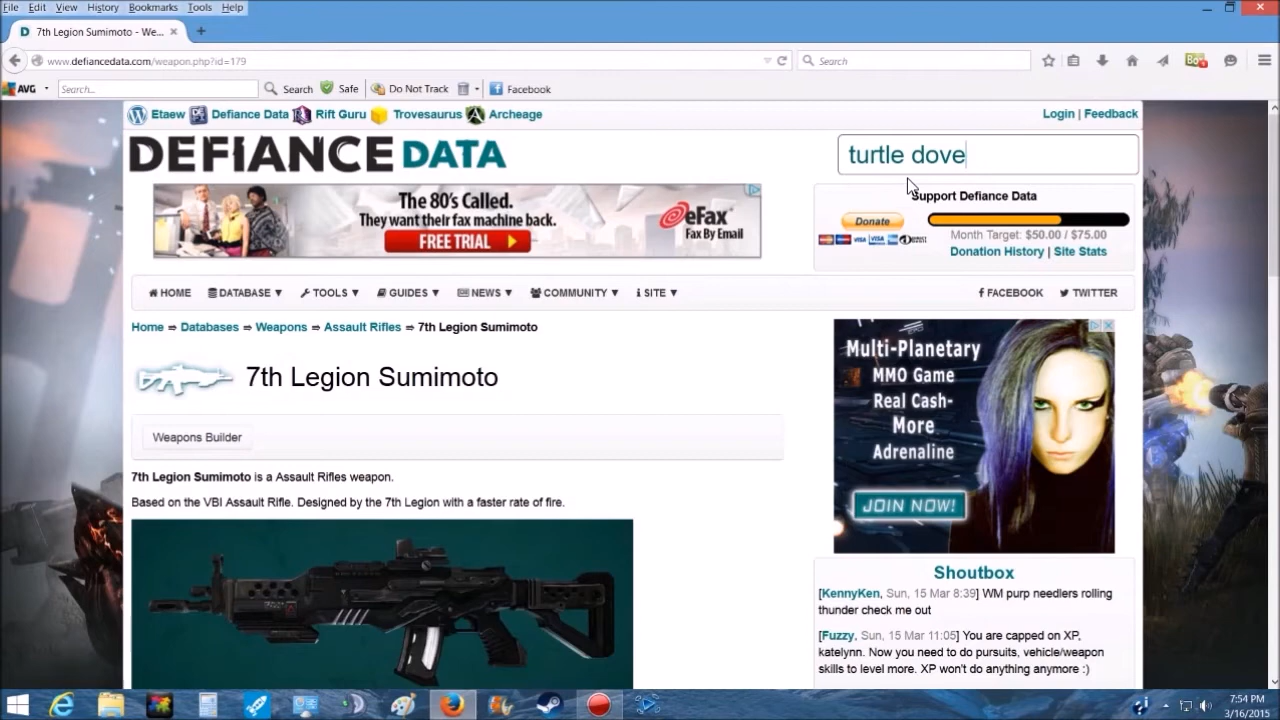 File Edit View History Bookmarks Tools Help
7th Legion Sumimoto - We...
www.defiancedata.com/weapon.php?id=179
Search
AVG Search... Search Safe Do Not Track Facebook
Etaew Defiance Data Rift Guru Trovesaurus Archeage Login | Feedback
DEFIANCE DATA
turtle dove
The 80's Called.
They want their fax machine back.
FREE TRIAL
eFax
Fax By Email
Support Defiance Data
Donate
Month Target: $50.00 / $75.00
Donation History | Site Stats
HOME DATABASE TOOLS GUIDES NEWS COMMUNITY SITE FACEBOOK TWITTER
Home ⇒ Databases ⇒ Weapons ⇒ Assault Rifles ⇒ 7th Legion Sumimoto
7th Legion Sumimoto
Weapons Builder
7th Legion Sumimoto is a Assault Rifles weapon.
Based on the VBI Assault Rifle. Designed by the 7th Legion with a faster rate of fire.
Multi-Planetary
MMO Game
Real Cash-
More
Adrenaline
JOIN NOW!
Shoutbox
[KennyKen, Sun, 15 Mar 8:39] WM purp needlers rolling
thunder check me out
[Fuzzy, Sun, 15 Mar 11:05] You are capped on XP,
katelynn. Now you need to do pursuits, vehicle/weapon
skills to level more. XP won't do anything anymore :)
7:54 PM
3/16/2015